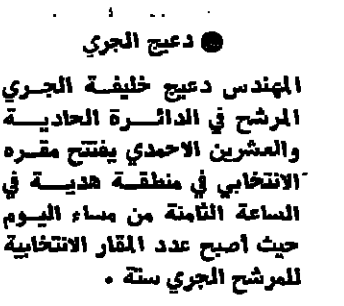 ● دعيج الجري
المهندس دعيج خليفة الجري
المرشح في الدائرة الحادية
والعشرين الاحمدي يفتتح مقره
الانتخابي في منطقة هدية في
الساعة الثامنة من مساء اليوم
حيث أصبح عدد المقار الانتخابية
للمرشح الجري ستة .